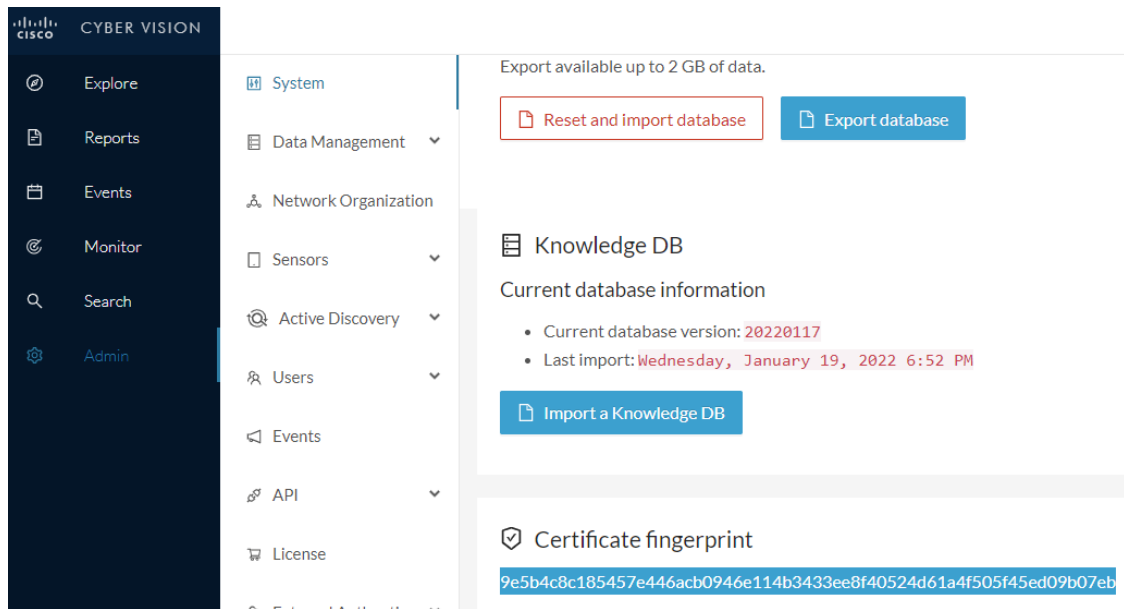 cisco CYBER VISION
Explore
Reports
Events
Monitor
Search
Admin
System
Data Management
Network Organization
Sensors
Active Discovery
Users
Events
API
License
Export available up to 2 GB of data.
Reset and import database Export database
Knowledge DB
Current database information
• Current database version: 20220117
• Last import: Wednesday, January 19, 2022 6:52 PM
Import a Knowledge DB
Certificate fingerprint
9e5b4c8c185457e446acb0946e114b3433ee8f40524d61a4f505f45ed09b07eb